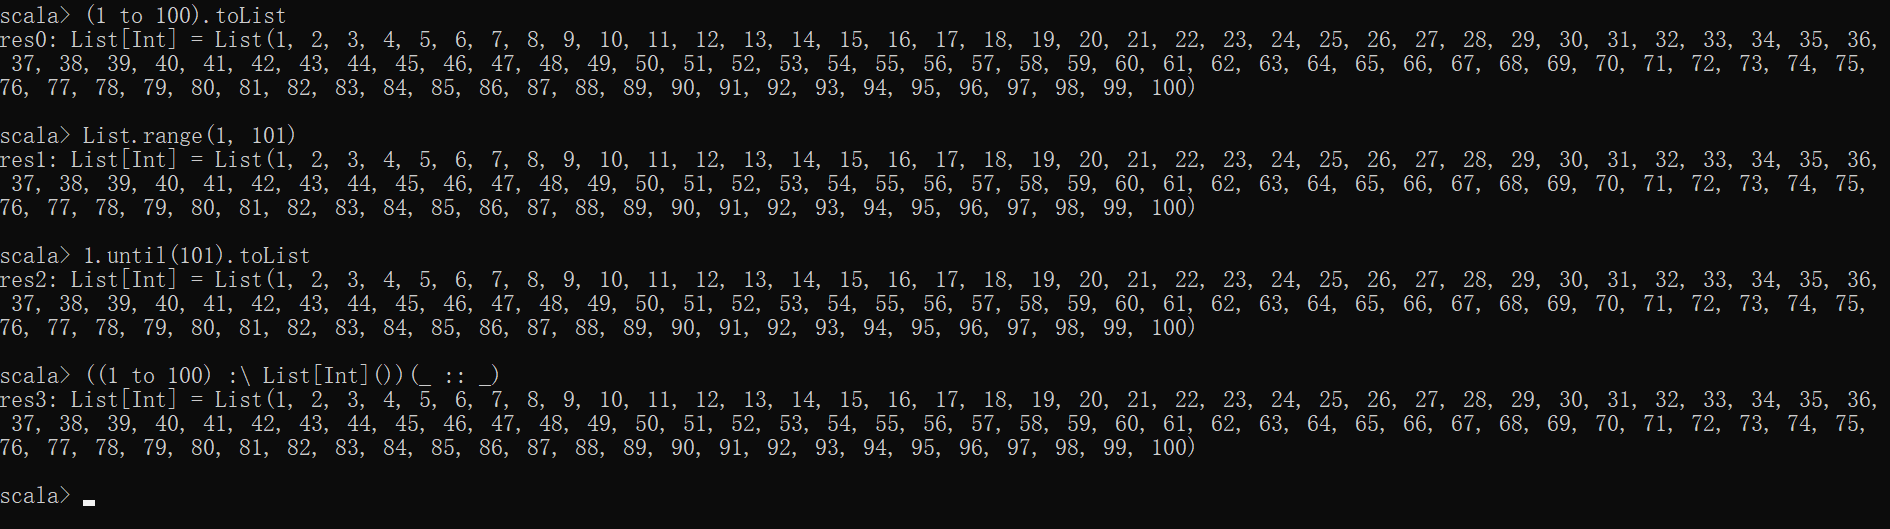 scala> (1 to 100).toList
res0: List[Int] = List(1, 2, 3, 4, 5, 6, 7, 8, 9, 10, 11, 12, 13, 14, 15, 16, 17, 18, 19, 20, 21, 22, 23, 24, 25, 26, 27, 28, 29, 30, 31, 32, 33, 34, 35, 36,
37, 38, 39, 40, 41, 42, 43, 44, 45, 46, 47, 48, 49, 50, 51, 52, 53, 54, 55, 56, 57, 58, 59, 60, 61, 62, 63, 64, 65, 66, 67, 68, 69, 70, 71, 72, 73, 74, 75,
76, 77, 78, 79, 80, 81, 82, 83, 84, 85, 86, 87, 88, 89, 90, 91, 92, 93, 94, 95, 96, 97, 98, 99, 100)
scala> List.range(1, 101)
res1: List[Int] = List(1, 2, 3, 4, 5, 6, 7, 8, 9, 10, 11, 12, 13, 14, 15, 16, 17, 18, 19, 20, 21, 22, 23, 24, 25, 26, 27, 28, 29, 30, 31, 32, 33, 34, 35, 36,
37, 38, 39, 40, 41, 42, 43, 44, 45, 46, 47, 48, 49, 50, 51, 52, 53, 54, 55, 56, 57, 58, 59, 60, 61, 62, 63, 64, 65, 66, 67, 68, 69, 70, 71, 72, 73, 74, 75,
76, 77, 78, 79, 80, 81, 82, 83, 84, 85, 86, 87, 88, 89, 90, 91, 92, 93, 94, 95, 96, 97, 98, 99, 100)
scala> 1.until(101).toList
res2: List[Int] = List(1, 2, 3, 4, 5, 6, 7, 8, 9, 10, 11, 12, 13, 14, 15, 16, 17, 18, 19, 20, 21, 22, 23, 24, 25, 26, 27, 28, 29, 30, 31, 32, 33, 34, 35, 36,
37, 38, 39, 40, 41, 42, 43, 44, 45, 46, 47, 48, 49, 50, 51, 52, 53, 54, 55, 56, 57, 58, 59, 60, 61, 62, 63, 64, 65, 66, 67, 68, 69, 70, 71, 72, 73, 74, 75,
76, 77, 78, 79, 80, 81, 82, 83, 84, 85, 86, 87, 88, 89, 90, 91, 92, 93, 94, 95, 96, 97, 98, 99, 100)
scala> ((1 to 100) :\ List[Int]())(_ :: _)
res3: List[Int] = List(1, 2, 3, 4, 5, 6, 7, 8, 9, 10, 11, 12, 13, 14, 15, 16, 17, 18, 19, 20, 21, 22, 23, 24, 25, 26, 27, 28, 29, 30, 31, 32, 33, 34, 35, 36,
37, 38, 39, 40, 41, 42, 43, 44, 45, 46, 47, 48, 49, 50, 51, 52, 53, 54, 55, 56, 57, 58, 59, 60, 61, 62, 63, 64, 65, 66, 67, 68, 69, 70, 71, 72, 73, 74, 75,
76, 77, 78, 79, 80, 81, 82, 83, 84, 85, 86, 87, 88, 89, 90, 91, 92, 93, 94, 95, 96, 97, 98, 99, 100)
scala>